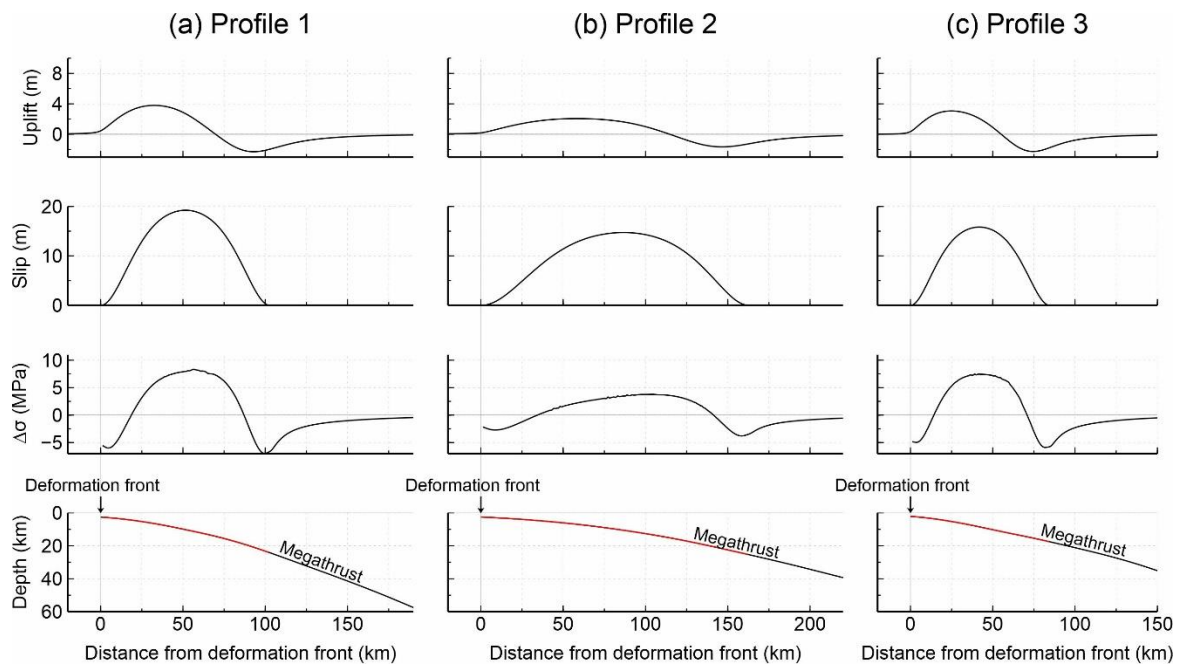 (a) Profile 1
(b) Profile 2
(c) Profile 3
Uplift (m)
8
4
0
Slip (m)
20
10
0
Δσ (MPa)
10
5
0
−5
Deformation front
Deformation front
Deformation front
Depth (km)
0
20
40
60
Megathrust
Megathrust
Megathrust
0 50 100 150
0 50 100 150 200
0 50 100 150
Distance from deformation front (km)
Distance from deformation front (km)
Distance from deformation front (km)